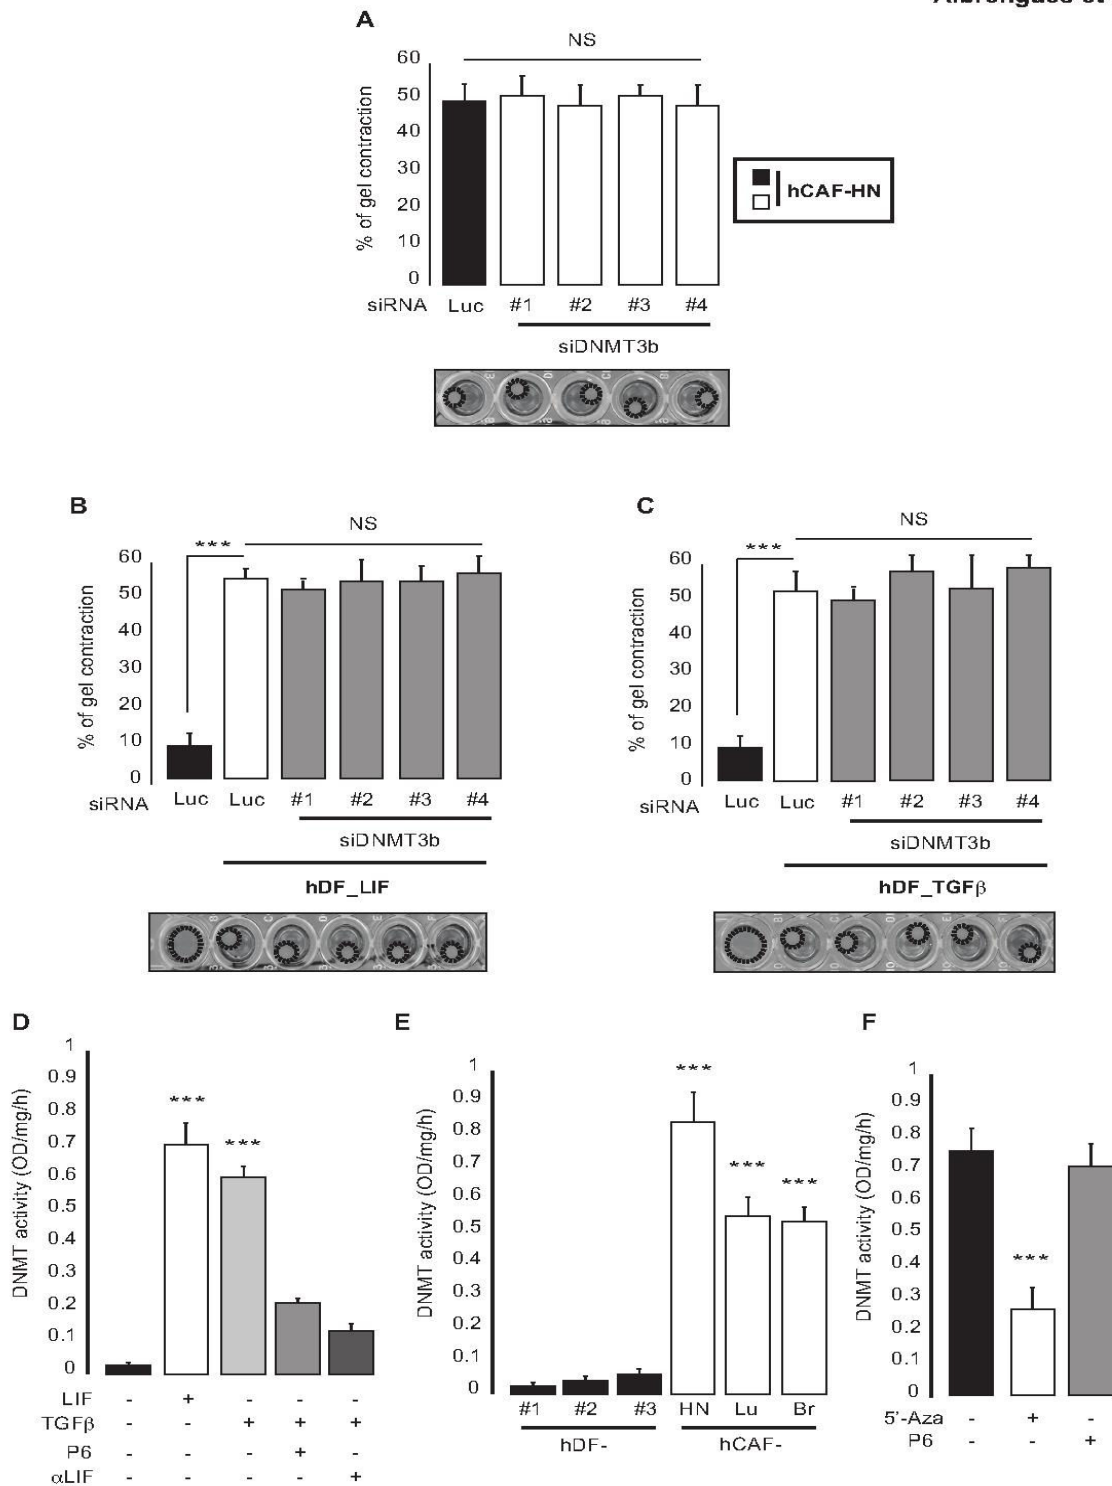 A
NS
60
50
40
30
20
10
0
% of gel contraction
hCAF-HN
siRNA Luc #1 #2 #3 #4
siDNMT3b
B
NS
***
60
50
40
30
20
10
0
% of gel contraction
siRNA Luc Luc #1 #2 #3 #4
siDNMT3b
hDF_LIF
C
NS
***
60
50
40
30
20
10
0
% of gel contraction
siRNA Luc Luc #1 #2 #3 #4
siDNMT3b
hDF_TGFβ
D
1
0.9
0.8
0.7
0.6
0.5
0.4
0.3
0.2
0.1
0
DNMT activity (OD/mg/h)
***
***
LIF - + - - -
TGFβ - - + + +
P6 - - - + -
αLIF - - - - +
E
1
0.9
0.8
0.7
0.6
0.5
0.4
0.3
0.2
0.1
0
DNMT activity (OD/mg/h)
***
***
***
#1 #2 #3 HN Lu Br
hDF- hCAF-
F
1
0.9
0.8
0.7
0.6
0.5
0.4
0.3
0.2
0.1
0
DNMT activity (OD/mg/h)
***
5'-Aza - + -
P6 - - +